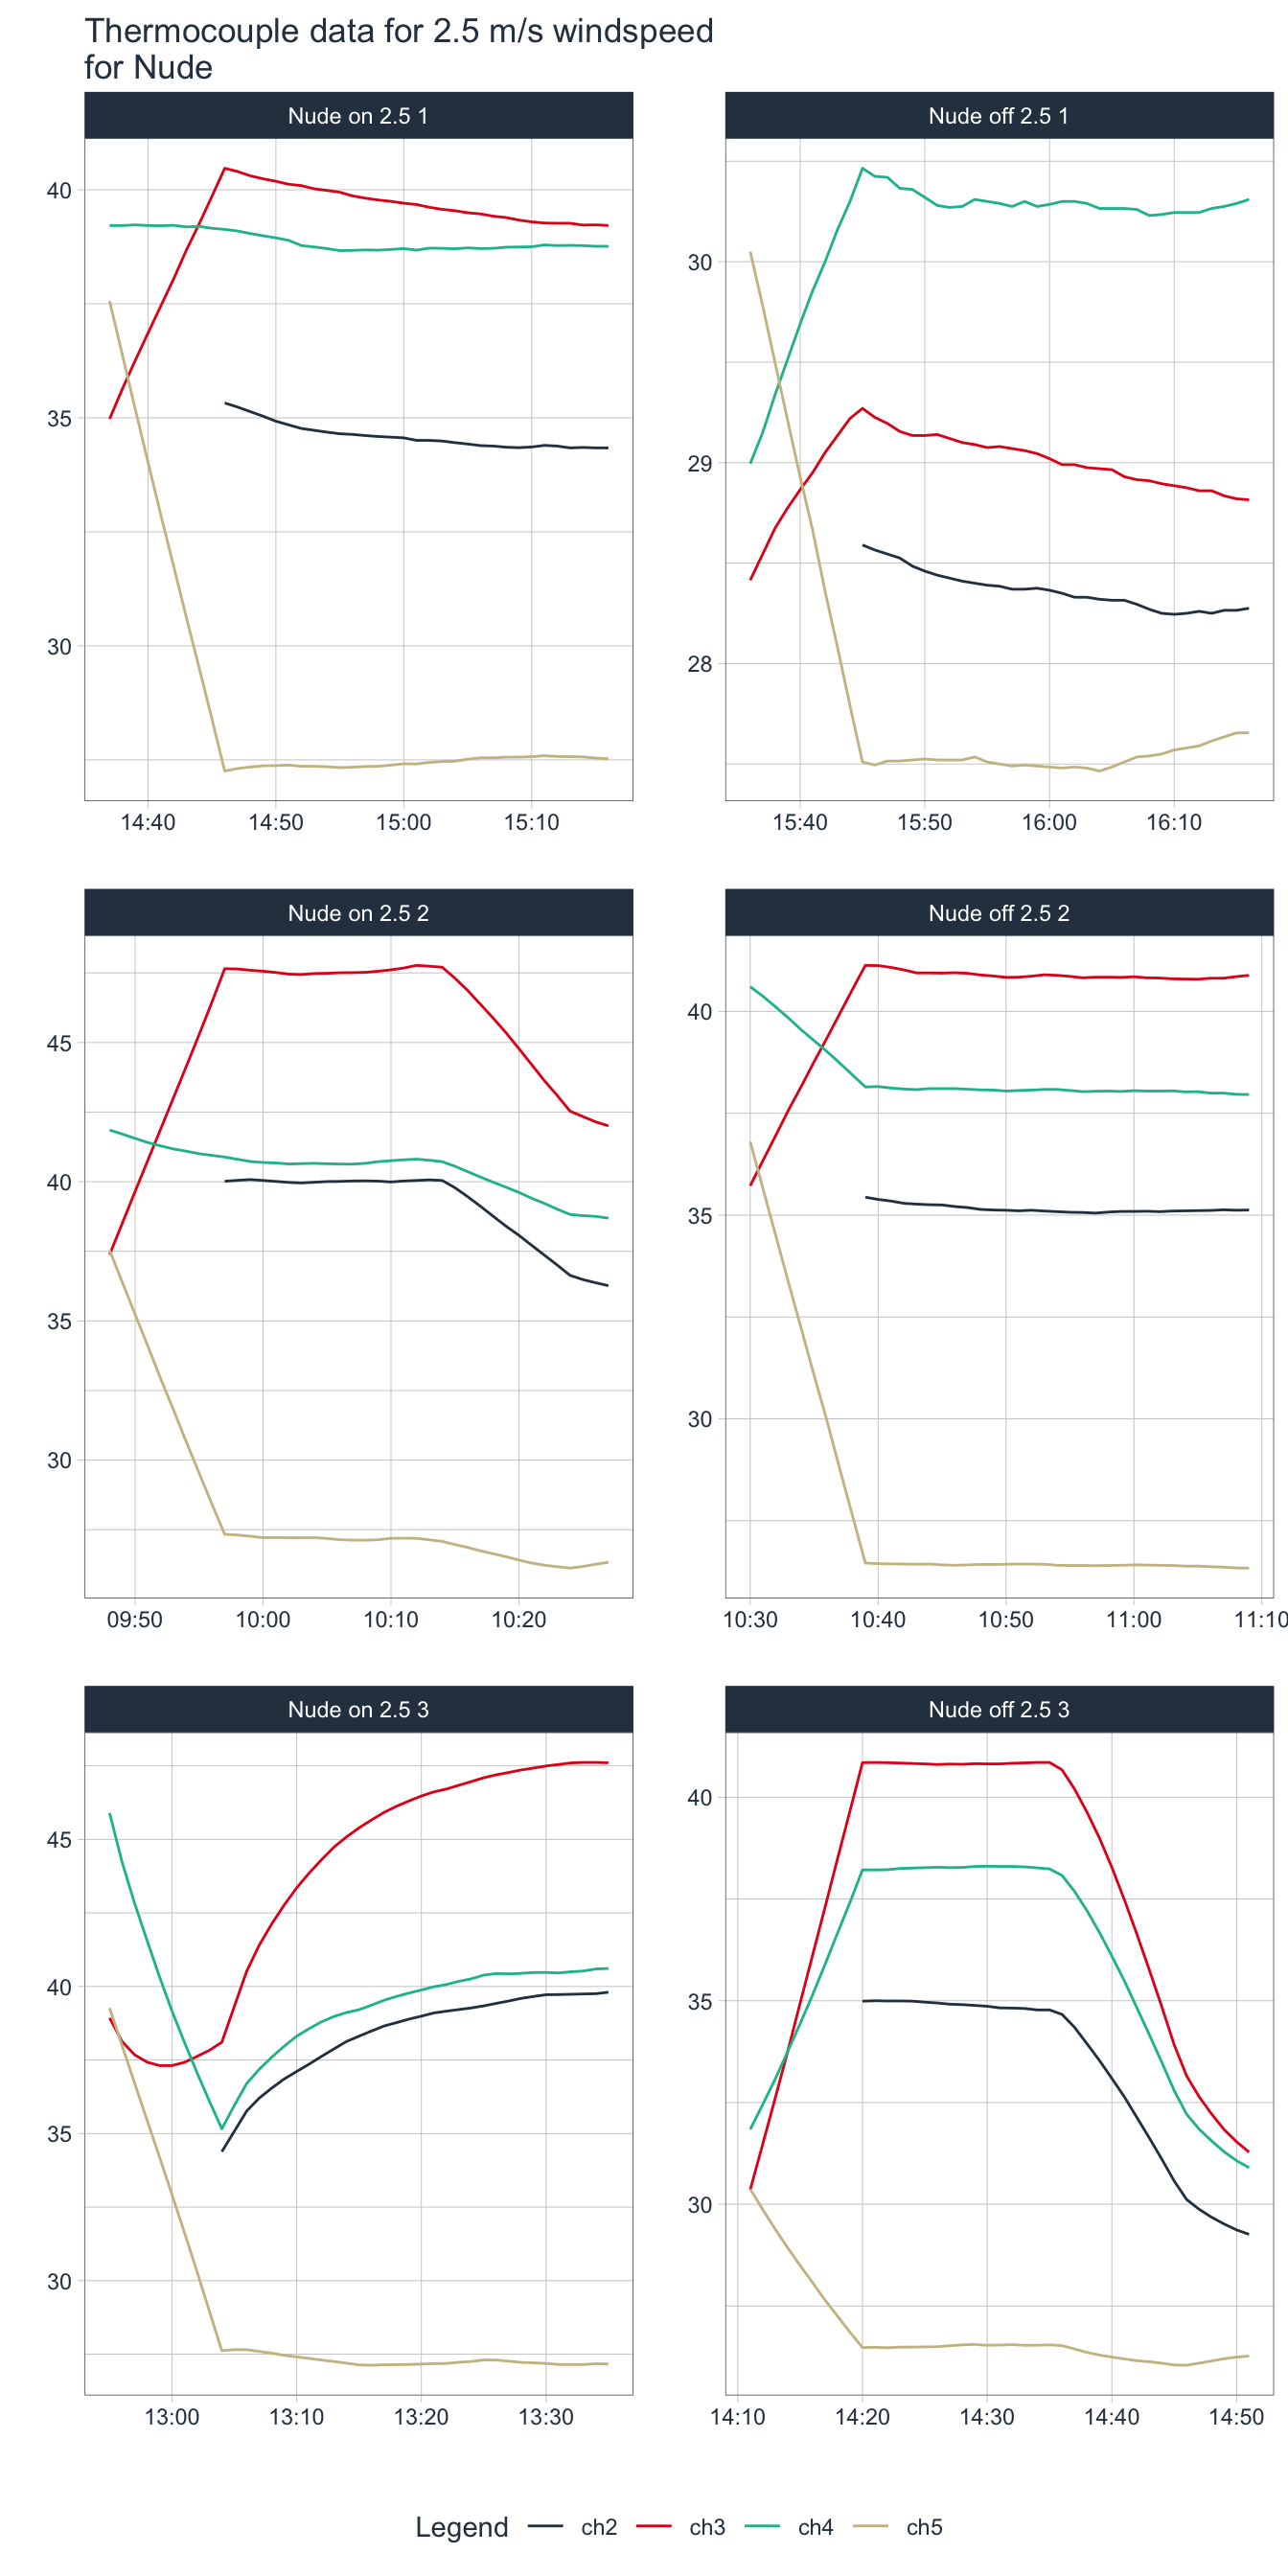 Thermocouple data for 2.5 m/s windspeed
for Nude
Nude on 2.5 1
40
35
30
14:40 14:50 15:00 15:10
Nude off 2.5 1
30
29
28
15:40 15:50 16:00 16:10
Nude on 2.5 2
45
40
35
30
09:50 10:00 10:10 10:20
Nude off 2.5 2
40
35
30
10:30 10:40 10:50 11:00 11:10
Nude on 2.5 3
45
40
35
30
13:00 13:10 13:20 13:30
Nude off 2.5 3
40
35
30
14:10 14:20 14:30 14:40 14:50
Legend ch2 ch3 ch4 ch5